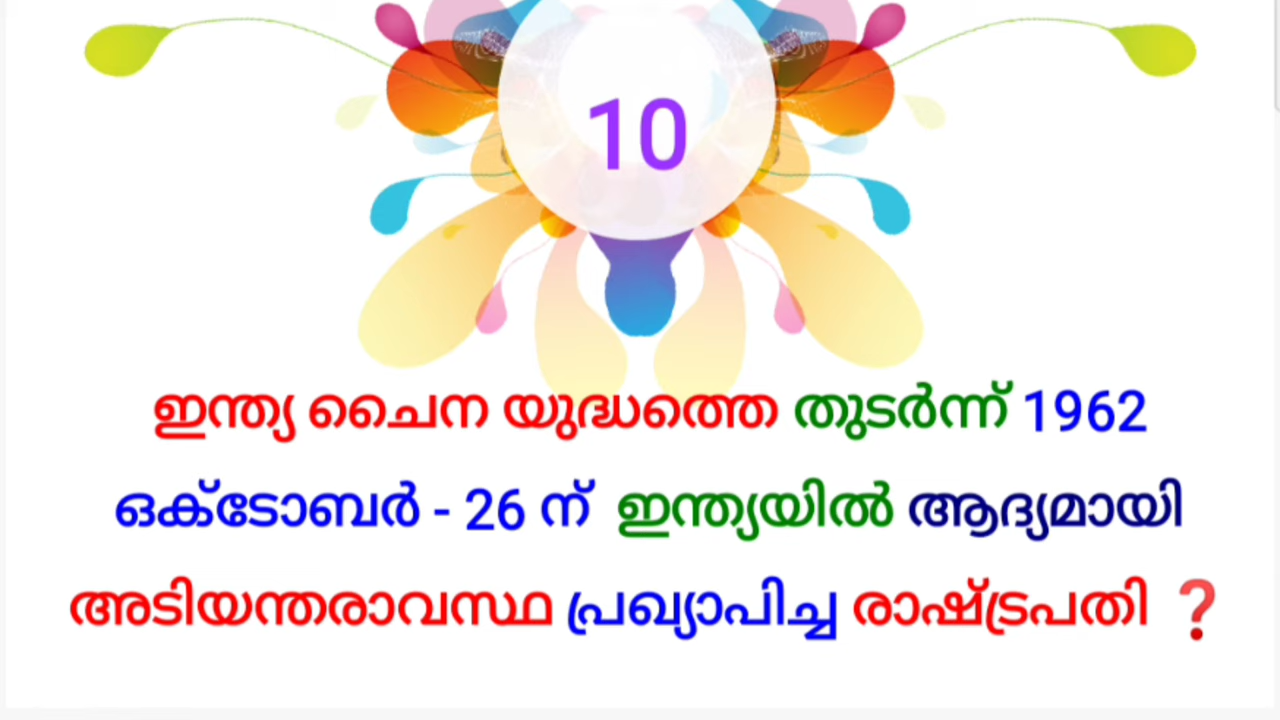 10
ഇന്ത്യ ചൈന യുദ്ധത്തെ തുടർന്ന് 1962
ഒക്ടോബർ - 26 ന് ഇന്ത്യയിൽ ആദ്യമായി
അടിയന്തരാവസ്ഥ പ്രഖ്യാപിച്ച രാഷ്ട്രപതി ❓